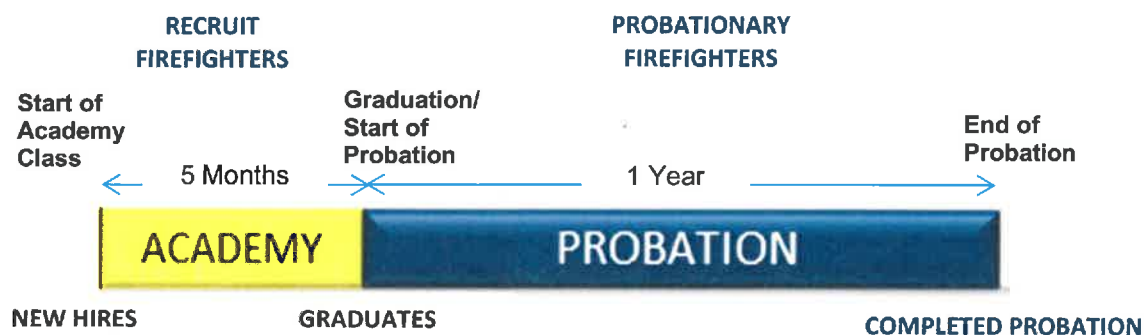 RECRUIT
FIREFIGHTERS
PROBATIONARY
FIREFIGHTERS
Start of
Academy
Class
Graduation/
Start of
Probation
End of
Probation
5 Months
1 Year
ACADEMY
PROBATION
NEW HIRES
GRADUATES
COMPLETED PROBATION